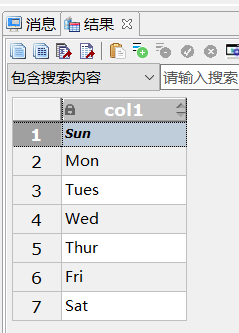 消息 结果
包含搜索内容 请输入搜索
col1
1 Sun
2 Mon
3 Tues
4 Wed
5 Thur
6 Fri
7 Sat